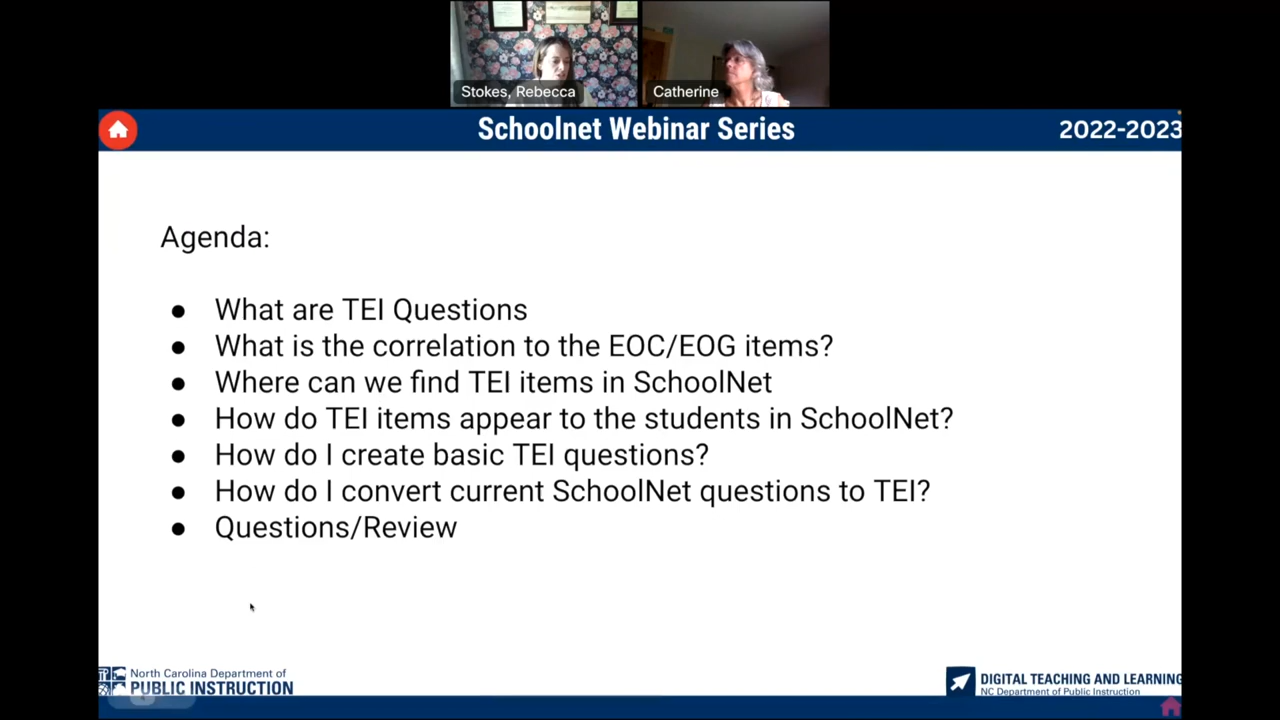 Stokes, Rebecca
Catherine
Schoolnet Webinar Series
2022-2023
Agenda:
● What are TEI Questions
● What is the correlation to the EOC/EOG items?
● Where can we find TEI items in SchoolNet
● How do TEI items appear to the students in SchoolNet?
● How do I create basic TEI questions?
● How do I convert current SchoolNet questions to TEI?
● Questions/Review
North Carolina Department of
PUBLIC INSTRUCTION
DIGITAL TEACHING AND LEARNING
NC Department of Public Instruction